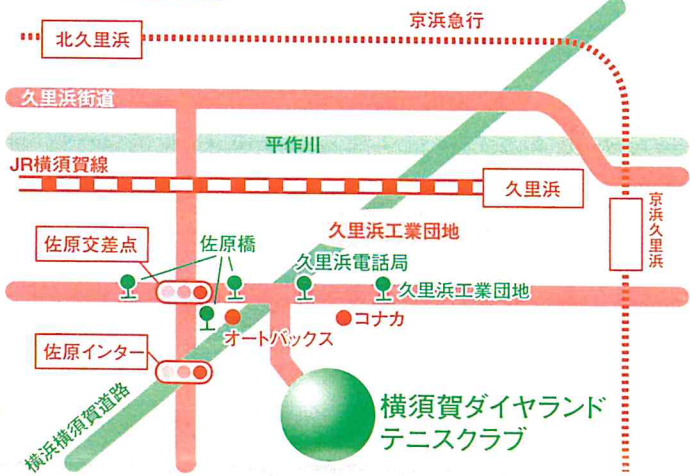 京浜急行
北久里浜
久里浜街道
平作川
JR横須賀線
久里浜
京浜久里浜
久里浜工業団地
佐原交差点
佐原橋
久里浜電話局
久里浜工業団地
コナカ
オートバックス
佐原インター
横浜横須賀道路
横須賀ダイヤランド
テニスクラブ